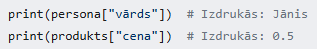 print(persona["vārds"])  # Izdrukās: Jānis
print(produkts["cena"])  # Izdrukās: 0.5